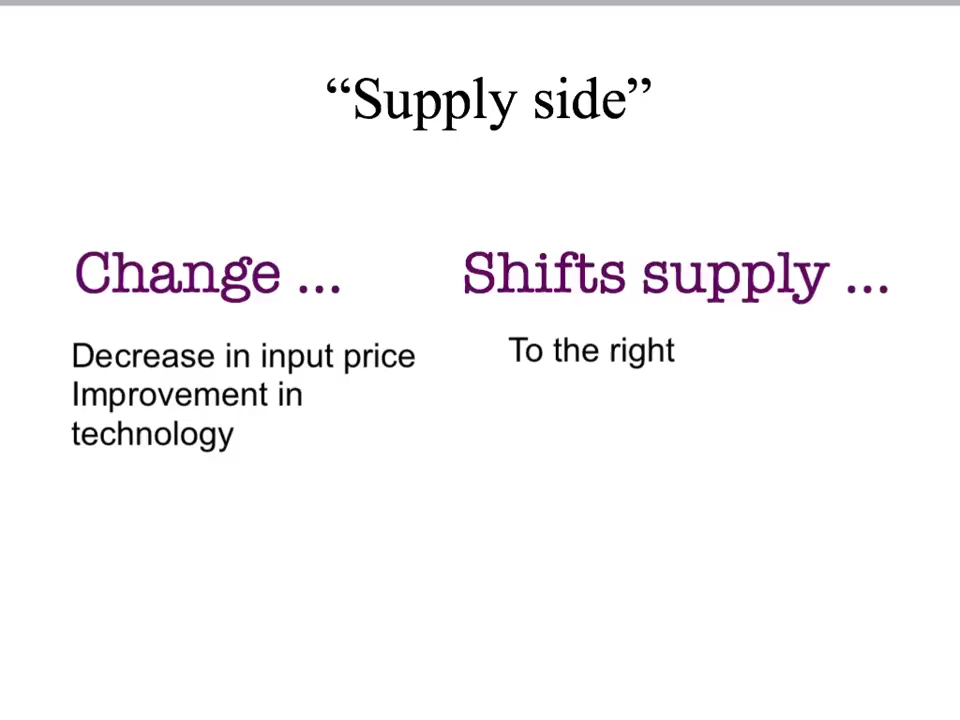 “Supply side”
Change ...
Shifts supply ...
Decrease in input price
Improvement in
technology
To the right